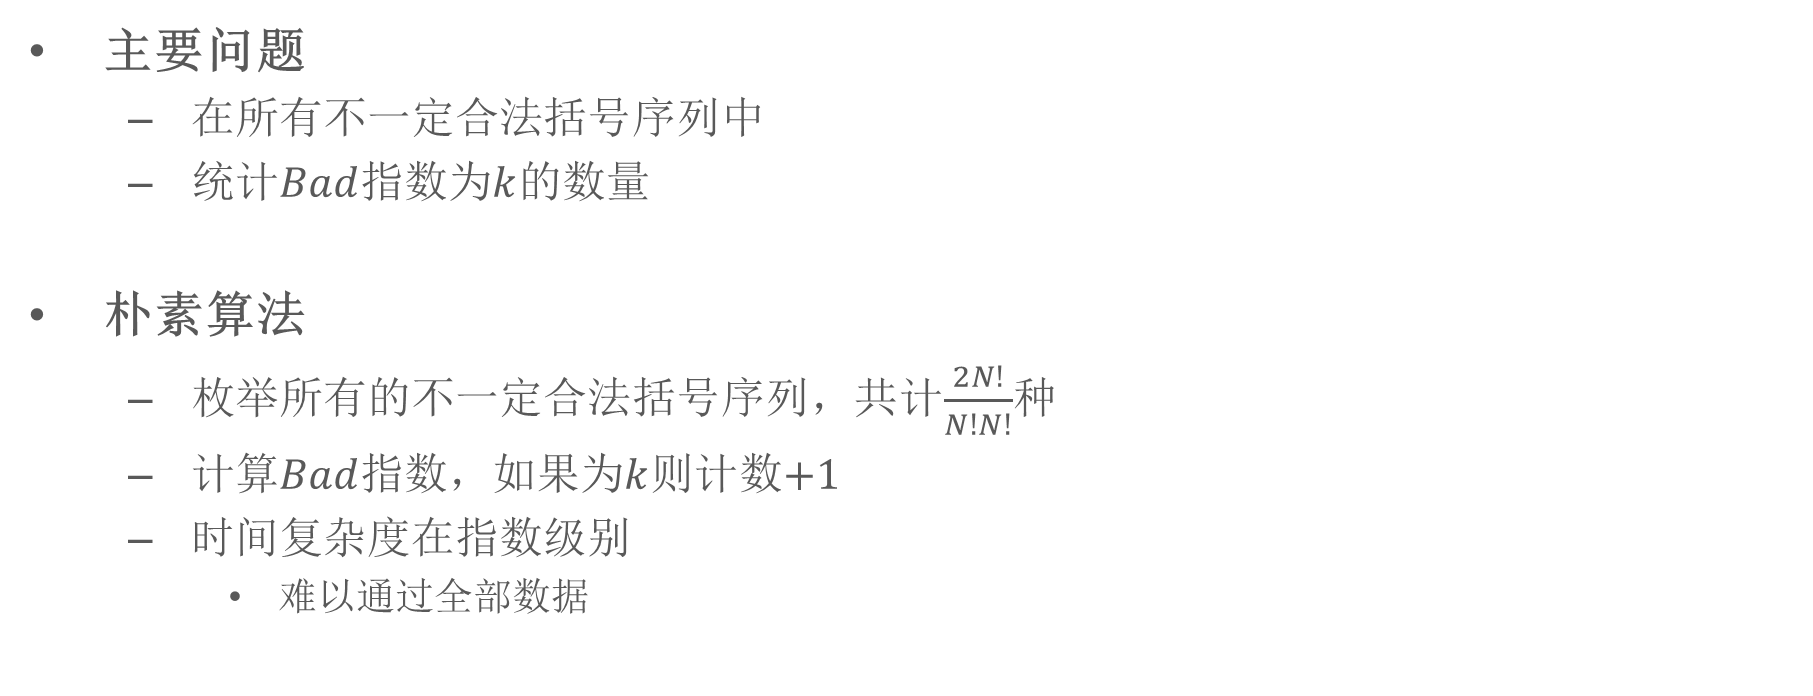 • 主要问题
– 在所有不一定合法括号序列中
– 统计Bad指数为k的数量
• 朴素算法
– 枚举所有的不一定合法括号序列，共计\frac{2N!}{N!N!}种
– 计算Bad指数，如果为k则计数+1
– 时间复杂度在指数级别
• 难以通过全部数据